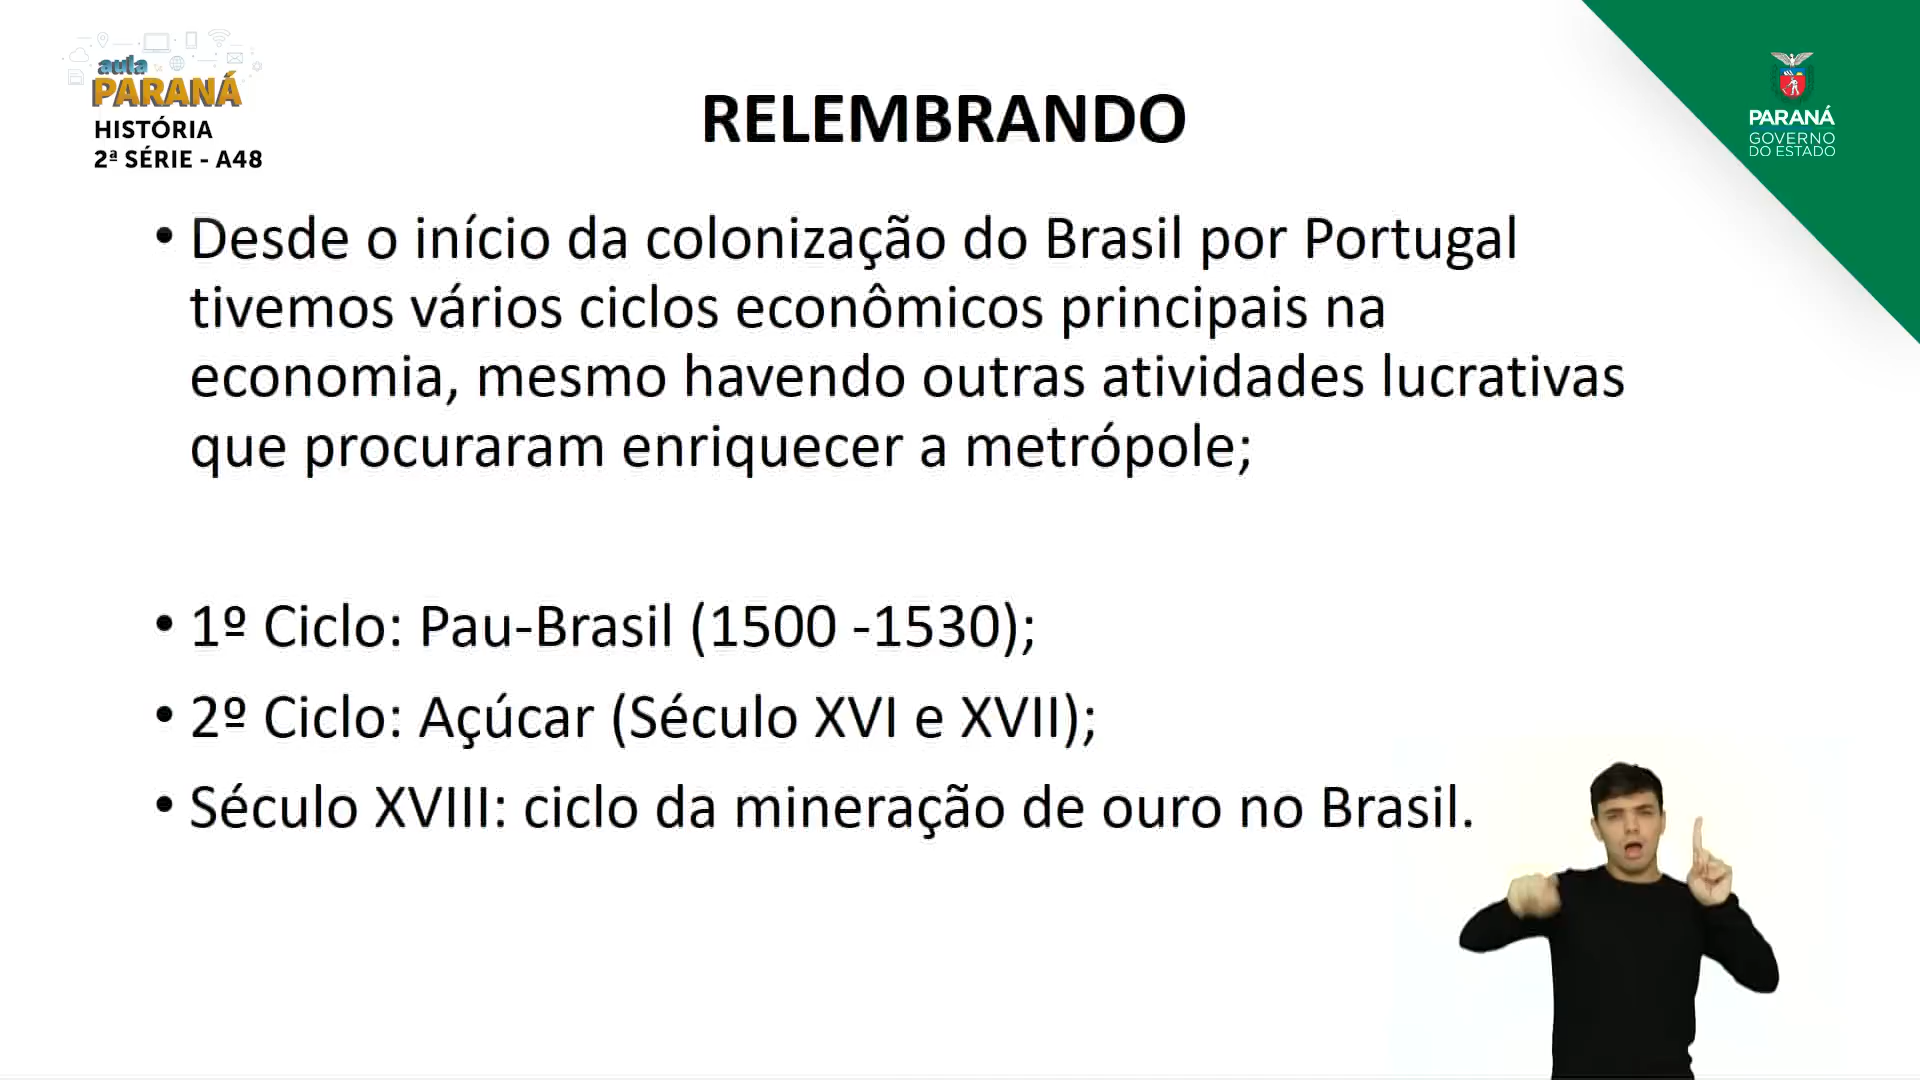 aula
PARANÁ
HISTÓRIA
2ª SÉRIE - A48
RELEMBRANDO
PARANÁ
GOVERNO
DO ESTADO
• Desde o início da colonização do Brasil por Portugal
tivemos vários ciclos econômicos principais na
economia, mesmo havendo outras atividades lucrativas
que procuraram enriquecer a metrópole;
• 1º Ciclo: Pau-Brasil (1500 -1530);
• 2º Ciclo: Açúcar (Século XVI e XVII);
• Século XVIII: ciclo da mineração de ouro no Brasil.